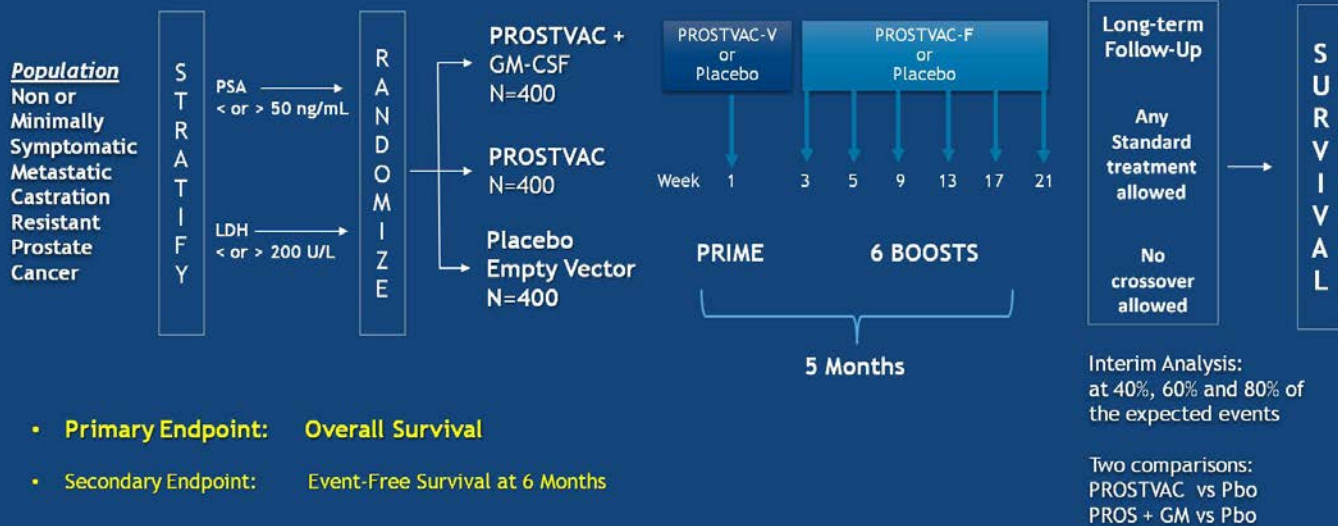 Population
Non or
Minimally
Symptomatic
Metastatic
Castration
Resistant
Prostate
Cancer
STRATIFY
PSA
< or > 50 ng/mL
LDH
< or > 200 U/L
RANDOMIZE
PROSTVAC +
GM-CSF
N=400
PROSTVAC
N=400
Placebo
Empty Vector
N=400
PROSTVAC-V
or
Placebo
PROSTVAC-F
or
Placebo
Week 1 3 5 9 13 17 21
PRIME 6 BOOSTS
5 Months
Long-term
Follow-Up
Any
Standard
treatment
allowed
No
crossover
allowed
SURVIVAL
Interim Analysis:
at 40%, 60% and 80% of
the expected events
Two comparisons:
PROSTVAC vs Pbo
PROS + GM vs Pbo
• Primary Endpoint: Overall Survival
• Secondary Endpoint: Event-Free Survival at 6 Months